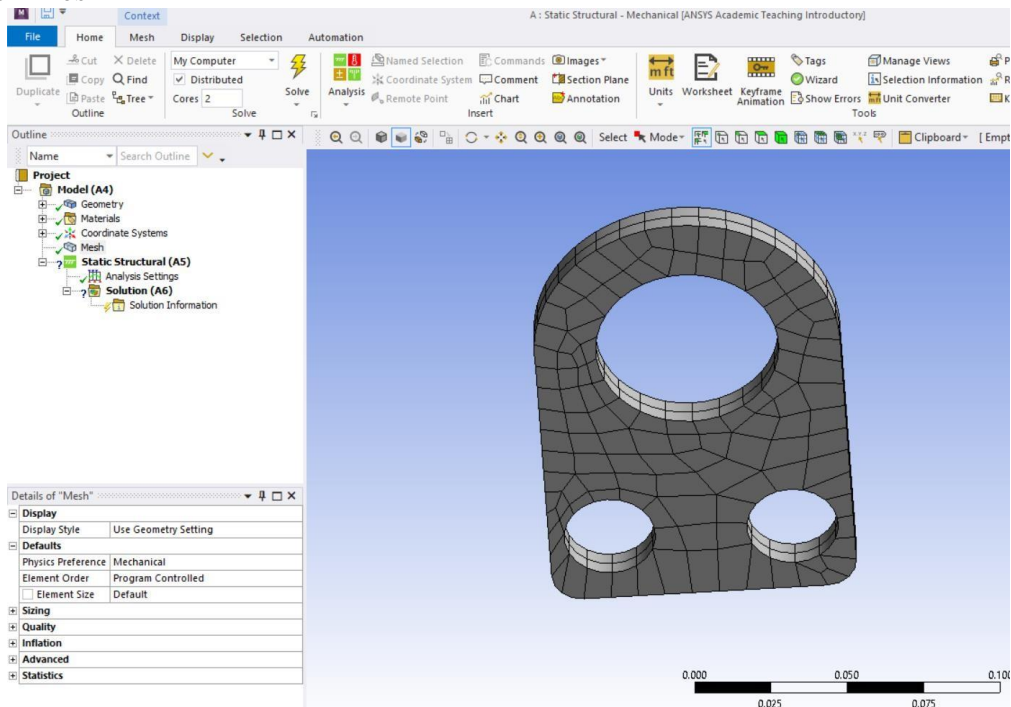 M Context A : Static Structural - Mechanical [ANSYS Academic Teaching Introductory]
File Home Mesh Display Selection Automation
Cut Delete My Computer Named Selection Commands Images Tags Manage Views
Duplicate Copy Find Distributed Solve Analysis Coordinate System Comment Section Plane Units Worksheet Keyframe Animation Wizard Selection Information
Paste Tree Cores 2 Remote Point Chart Annotation Show Errors Unit Converter
Outline Solve Insert Tools
Outline Select Mode Clipboard [ Empt
Name Search Outline
Project
Model (A4)
Geometry
Materials
Coordinate Systems
Mesh
Static Structural (A5)
Analysis Settings
Solution (A6)
Solution Information
Details of "Mesh"
Display
Display Style Use Geometry Setting
Defaults
Physics Preference Mechanical
Element Order Program Controlled
Element Size Default
Sizing
Quality
Inflation
Advanced
Statistics
0.000 0.050 0.100
0.025 0.075